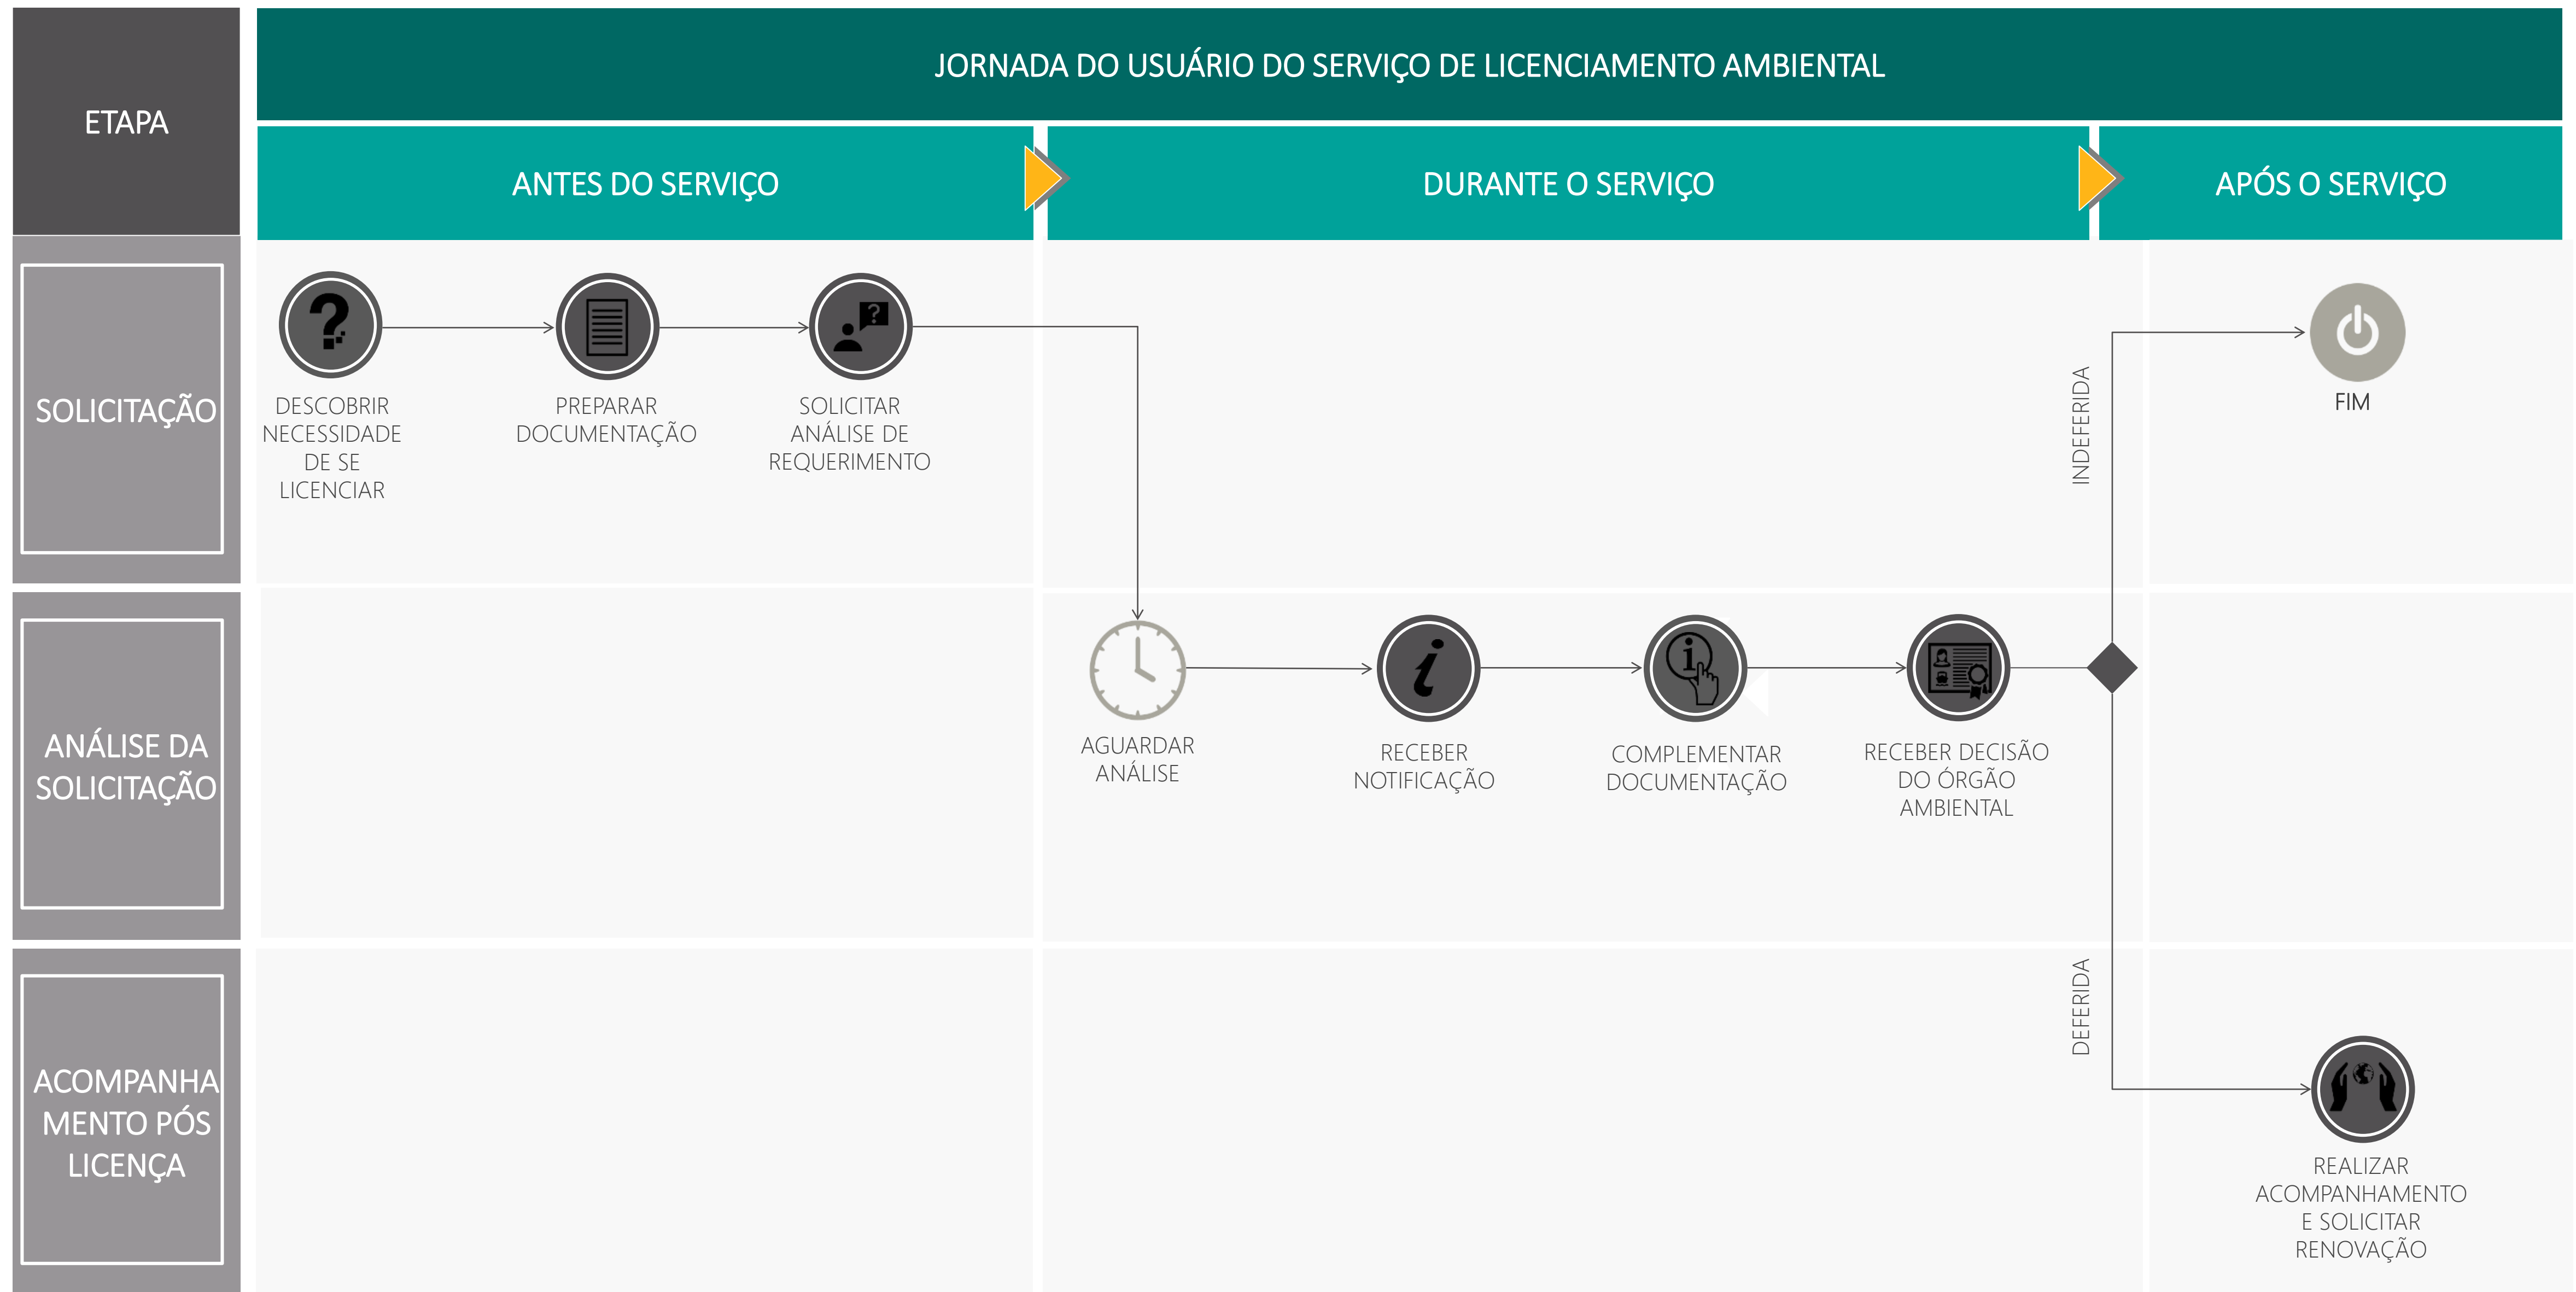 JORNADA DO USUÁRIO DO SERVIÇO DE LICENCIAMENTO AMBIENTAL
ETAPA
ANTES DO SERVIÇO
DURANTE O SERVIÇO
APÓS O SERVIÇO
SOLICITAÇÃO
?
DESCOBRIR
NECESSIDADE
DE SE
LICENCIAR
PREPARAR
DOCUMENTAÇÃO
?
SOLICITAR
ANÁLISE DE
REQUERIMENTO
INDEFERIDA
FIM
ANÁLISE DA
SOLICITAÇÃO
AGUARDAR
ANÁLISE
i
RECEBER
NOTIFICAÇÃO
i
COMPLEMENTAR
DOCUMENTAÇÃO
RECEBER DECISÃO
DO ÓRGÃO
AMBIENTAL
ACOMPANHA
MENTO PÓS
LICENÇA
DEFERIDA
REALIZAR
ACOMPANHAMENTO
E SOLICITAR
RENOVAÇÃO